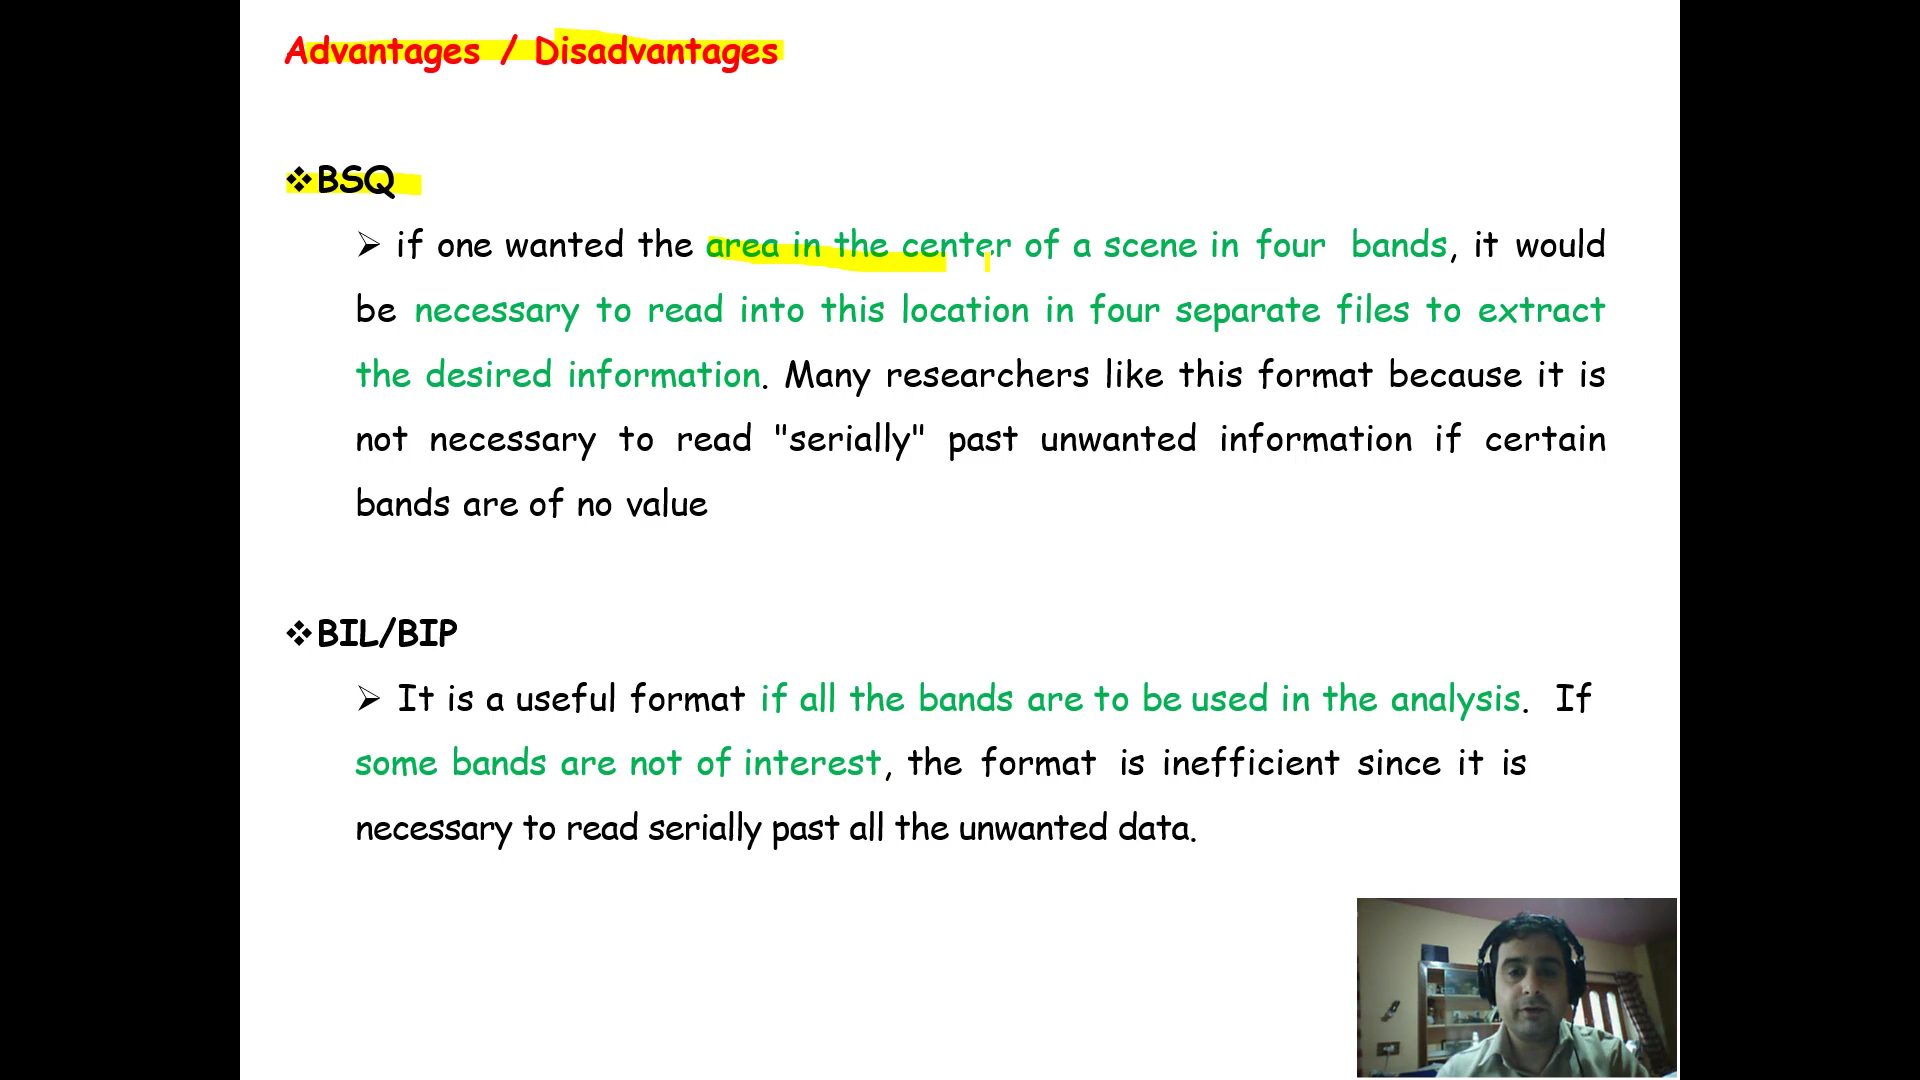 Advantages / Disadvantages
❖BSQ
➢ if one wanted the area in the center of a scene in four bands, it would
be necessary to read into this location in four separate files to extract
the desired information. Many researchers like this format because it is
not necessary to read "serially" past unwanted information if certain
bands are of no value
❖BIL/BIP
➢ It is a useful format if all the bands are to be used in the analysis. If
some bands are not of interest, the format is inefficient since it is
necessary to read serially past all the unwanted data.